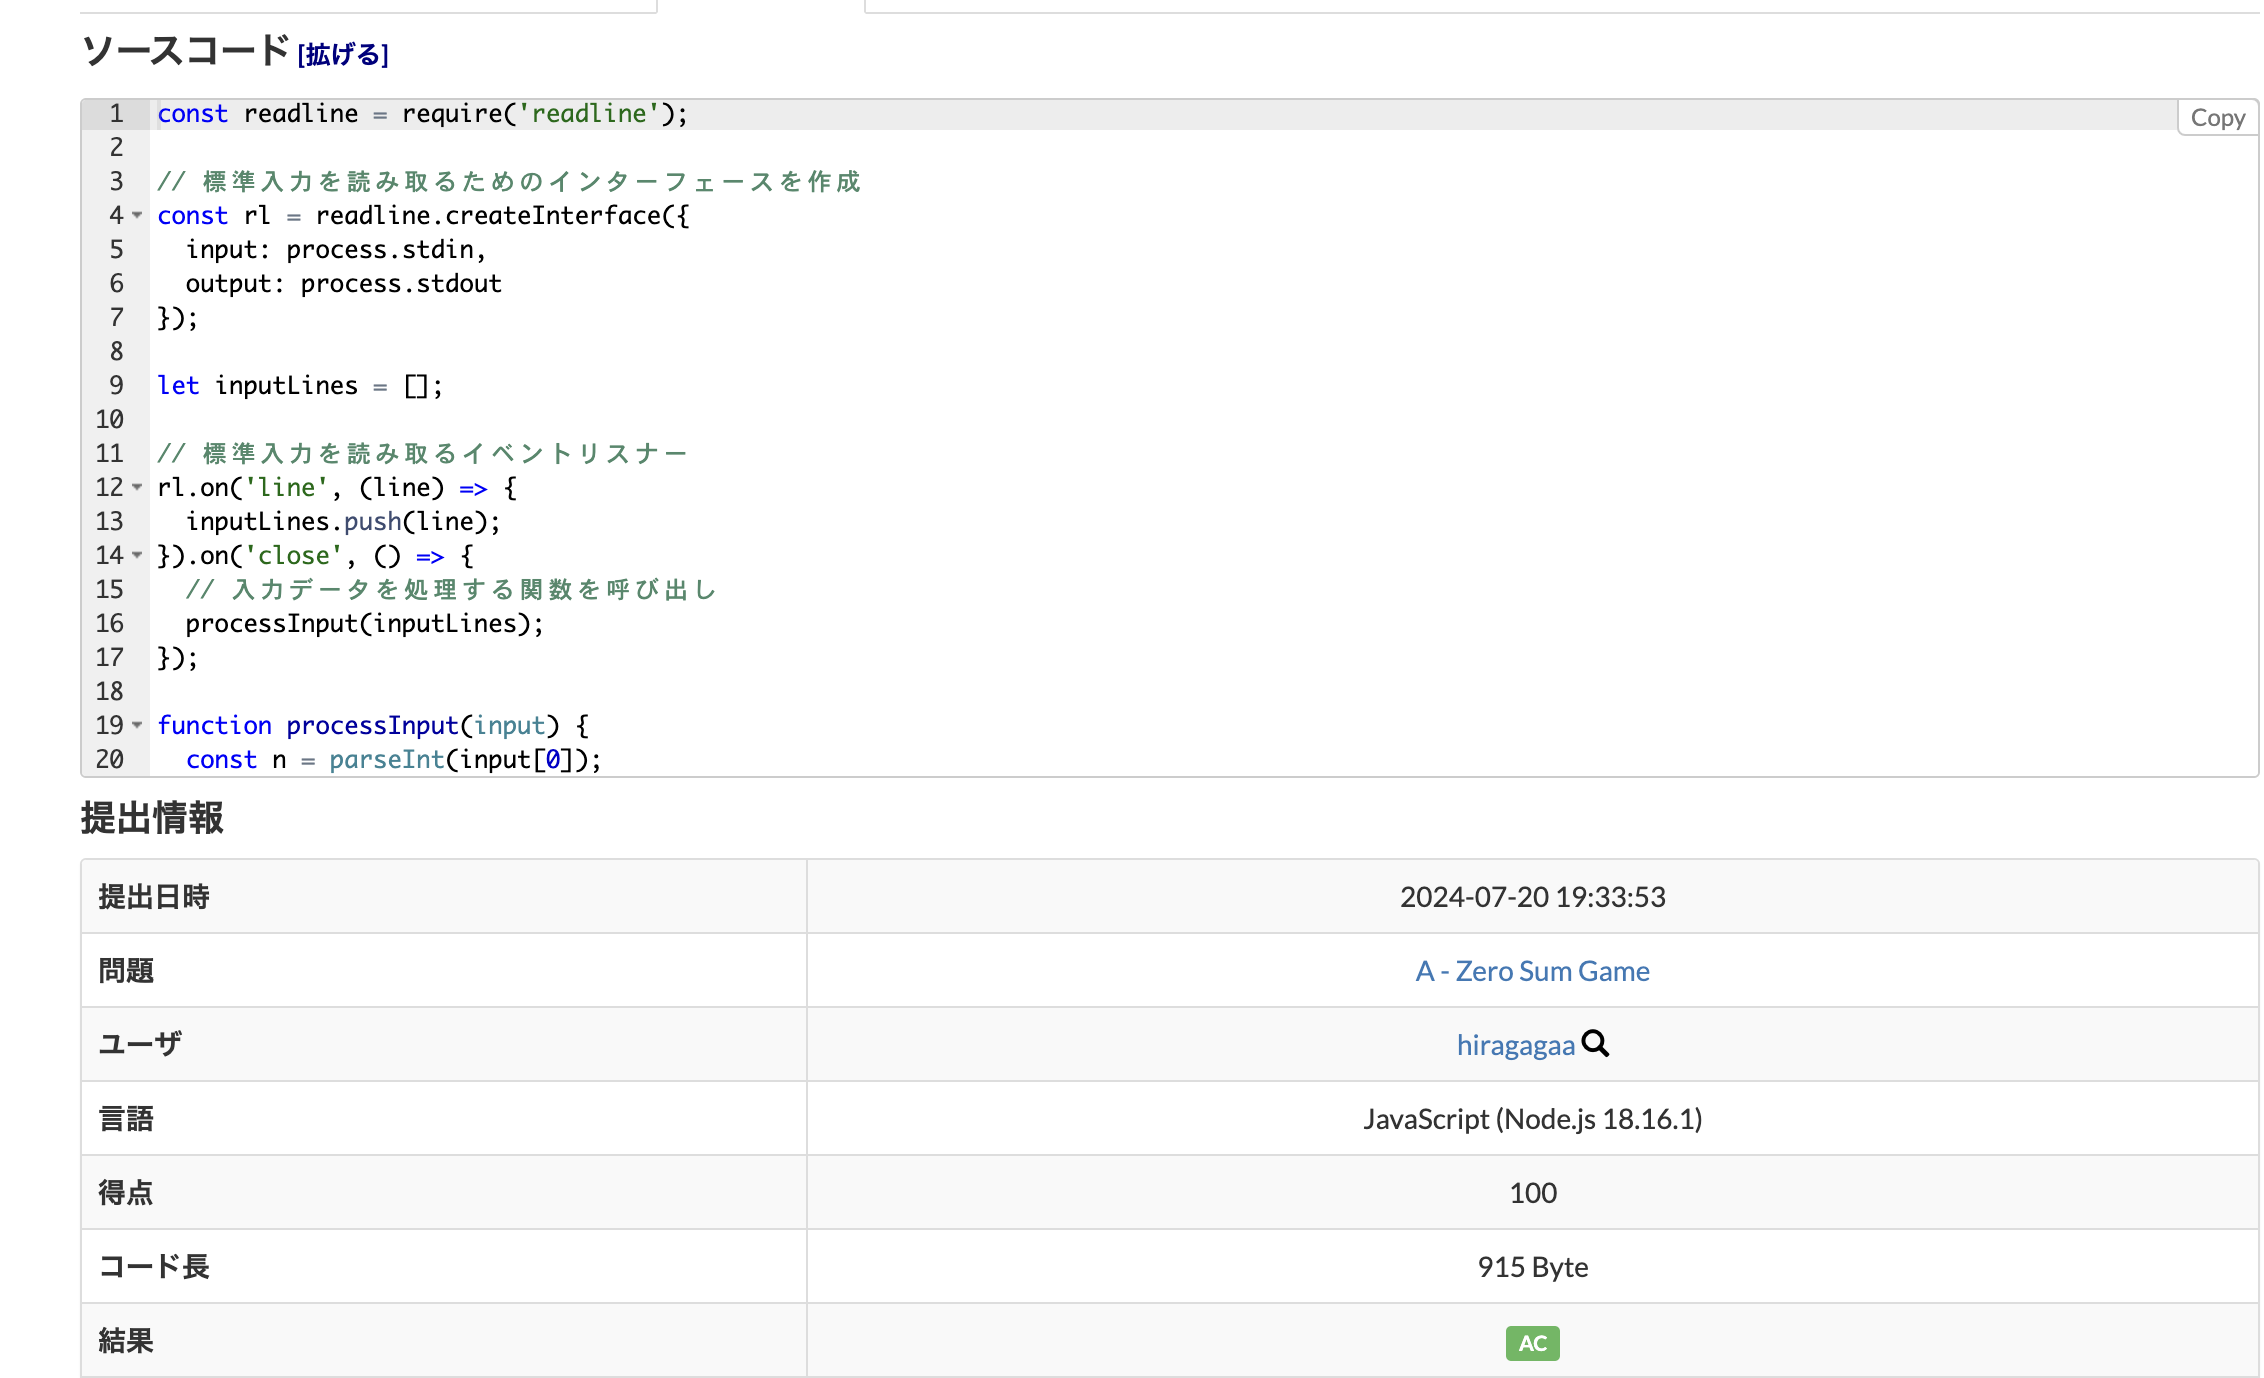 ソースコード [拡げる]
Copy
1 const readline = require('readline');
2
3 // 標準入力を読み取るためのインターフェースを作成
4 const rl = readline.createInterface({
5   input: process.stdin,
6   output: process.stdout
7 });
8
9 let inputLines = [];
10
11 // 標準入力を読み取るイベントリスナー
12 rl.on('line', (line) => {
13   inputLines.push(line);
14 }).on('close', () => {
15   // 入力データを処理する関数を呼び出し
16   processInput(inputLines);
17 });
18
19 function processInput(input) {
20   const n = parseInt(input[0]);
提出情報
提出日時 2024-07-20 19:33:53
問題 A - Zero Sum Game
ユーザ hiragagaa
言語 JavaScript (Node.js 18.16.1)
得点 100
コード長 915 Byte
結果 AC